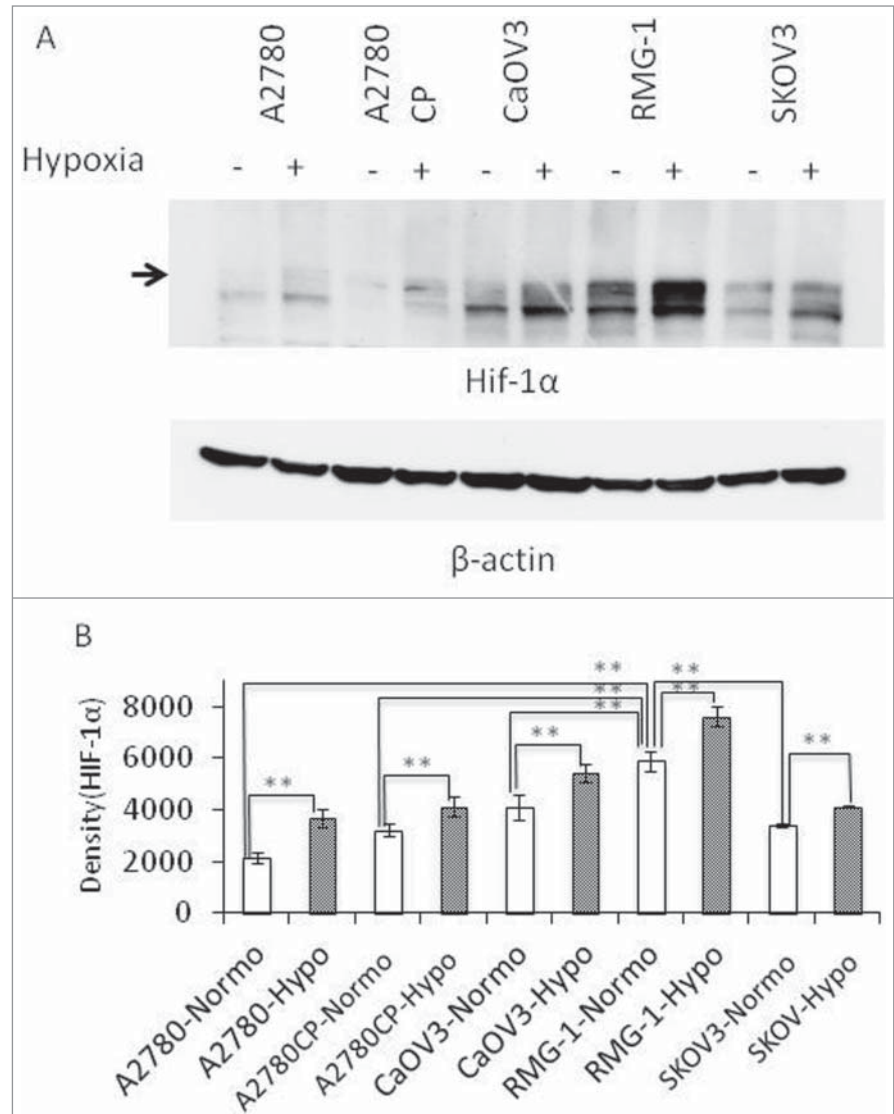 A
A2780
A2780
CP
CaOV3
RMG-1
SKOV3
Hypoxia - + - + - + - + - +
Hif-1α
β-actin
B
Density(HIF-1α)
8000
6000
4000
2000
0
**
**
**
**
**
**
**
**
**
A2780-Normo
A2780-Hypo
A2780CP-Normo
A2780CP-Hypo
CaOV3-Normo
CaOV3-Hypo
RMG-1-Normo
RMG-1-Hypo
SKOV3-Normo
SKOV-Hypo